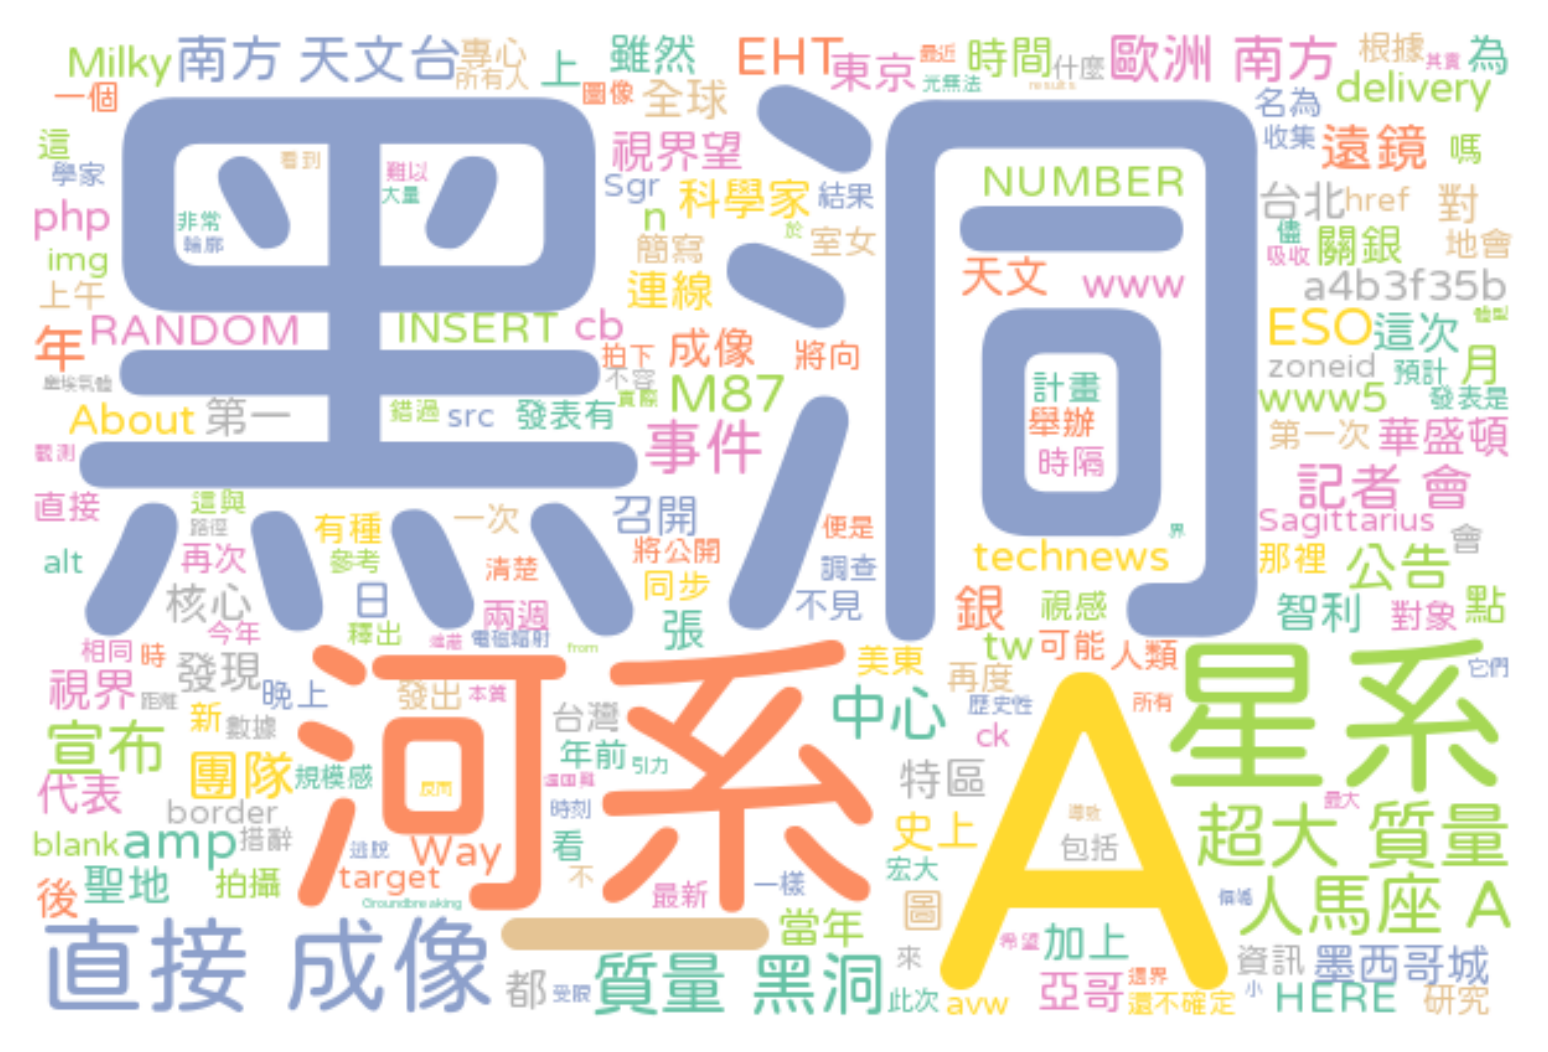 Milky 南方 天文台 專心 上 雖然 EHT 東京 最近 時間 什麼 歐洲 南方 根據 其實 為
一個 所有人 圖像 全球 元無法 results 名為 delivery
這 視界望 收集 遠鏡 嗎
學家 看到 難以 大量 Sgr 科學家 結果 NUMBER 台北 href 對
php 非常 n 於 室女 儘 關銀 地會
img 輪廓 簡寫 吸收
上午 連線 天文 www a4b3f35b
年 RANDOM INSERT cb 成像 將向 ESO 這次 體型
塵埃氣體 拍下 不容 zoneid 預計 月
About 第一 錯過 src 發表有 實際 M87 計畫 www5 發表是
觀測 事件 舉辦 第一次 華盛頓
直接 這與 時隔 記者 會
路徑 有種 一次 召開 便是 界 Sagittarius 會
alt 再次 參考 清楚 將公開 調查 technews 那裡 公告
核心 日 兩週 同步 不見 銀 視感 智利 對象 點
今年 釋出 遮蔽 電磁輻射 張 tw 可能 人類
相同 時 from 美東 星系 它們
視界 距離 發現 晚上 河系 發出 本質 再度 歷史性 所有
宣布 新 數據 台灣 中心 ck
團隊 規模感 年前 引力 特區
代表 border 反而 還因為 時刻 A 導致 最大
blank amp 措辭 逃脫 Way 看 史上 包括 超大 質量
後 聖地 拍攝 target 不 最新 一樣 宏大 人馬座 A
Groundbreaking 圖
直接 成像 一 當年 來 希望 加上 資訊 墨西哥城
都 受限 質量 黑洞 此次 avw 亞哥 邊界 還不確定 小 HERE 研究
黑洞